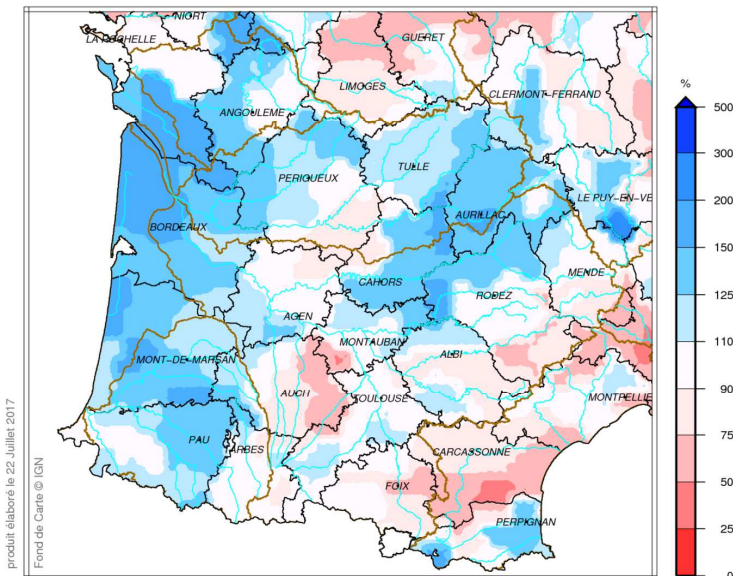 NIORT
LA ROCHELLE
GUERET
LIMOGES
CLERMONT-FERRAND
ANGOULEME
TULLE
PERIGUEUX
LE PUY-EN-VE
AURILLAC
BORDEAUX
MENDE
CAHORS
RODEZ
AGEN
MONTAUBAN
ALBI
MONT-DE-MARSAN
AUCH
TOULOUSE
MONTPELLIE
PAU
TARBES
CARCASSONNE
FOIX
PERPIGNAN
%
500
300
200
150
110
90
75
50
25
0
produit élaboré le 22 Juillet 2017
Fond de Carte © IGN